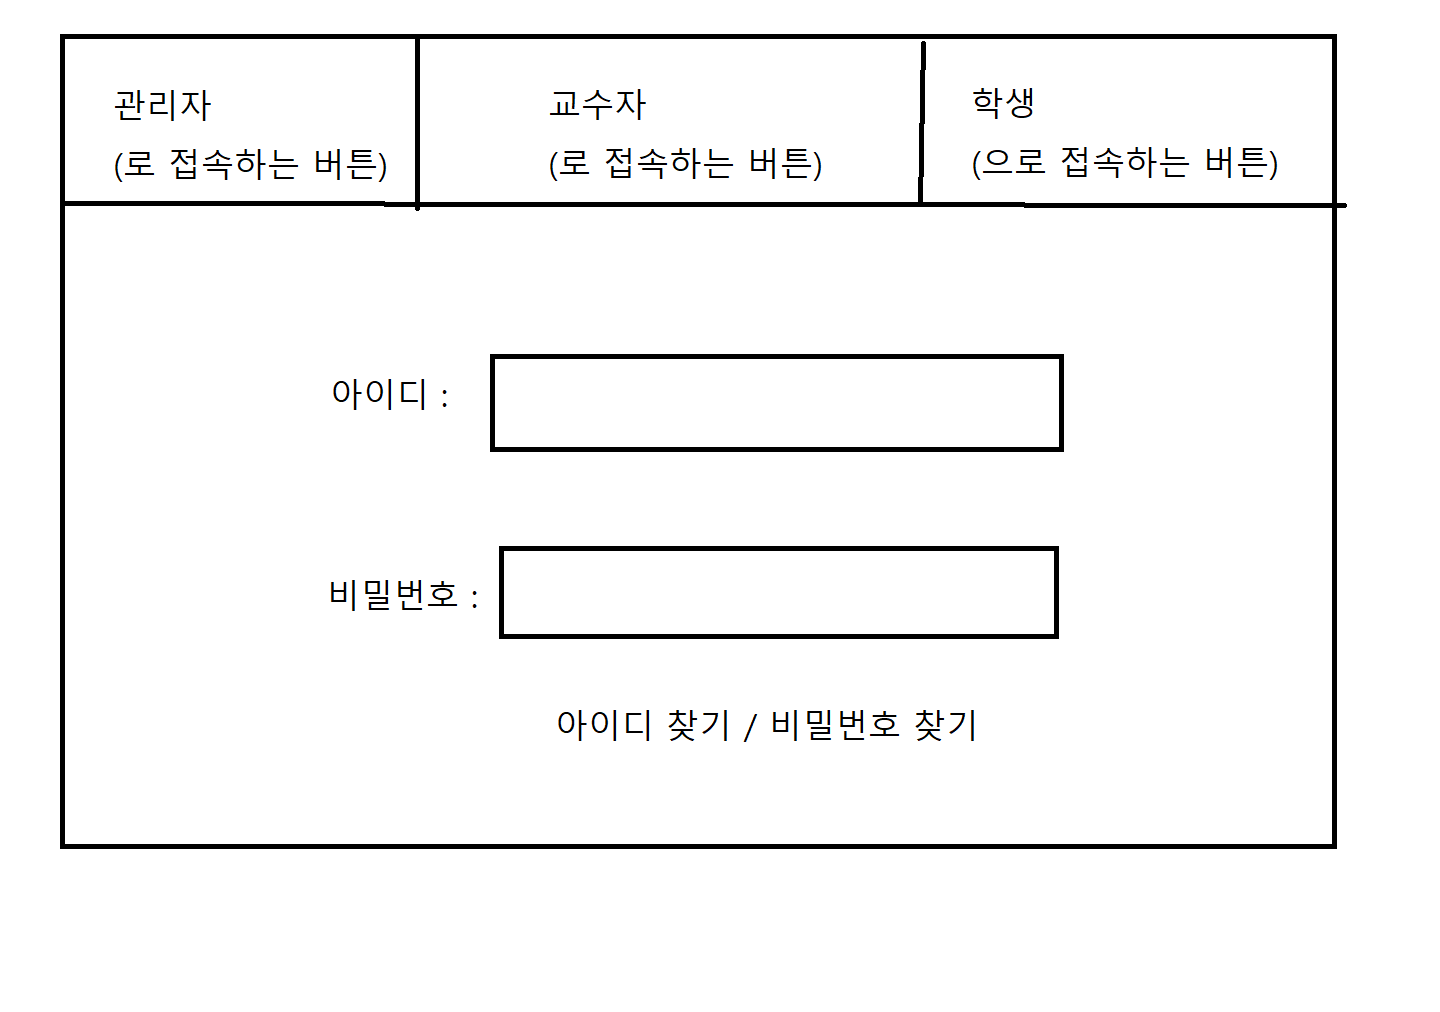 관리자
(로 접속하는 버튼)
교수자
(로 접속하는 버튼)
학생
(으로 접속하는 버튼)
아이디 :
비밀번호 :
아이디 찾기 / 비밀번호 찾기